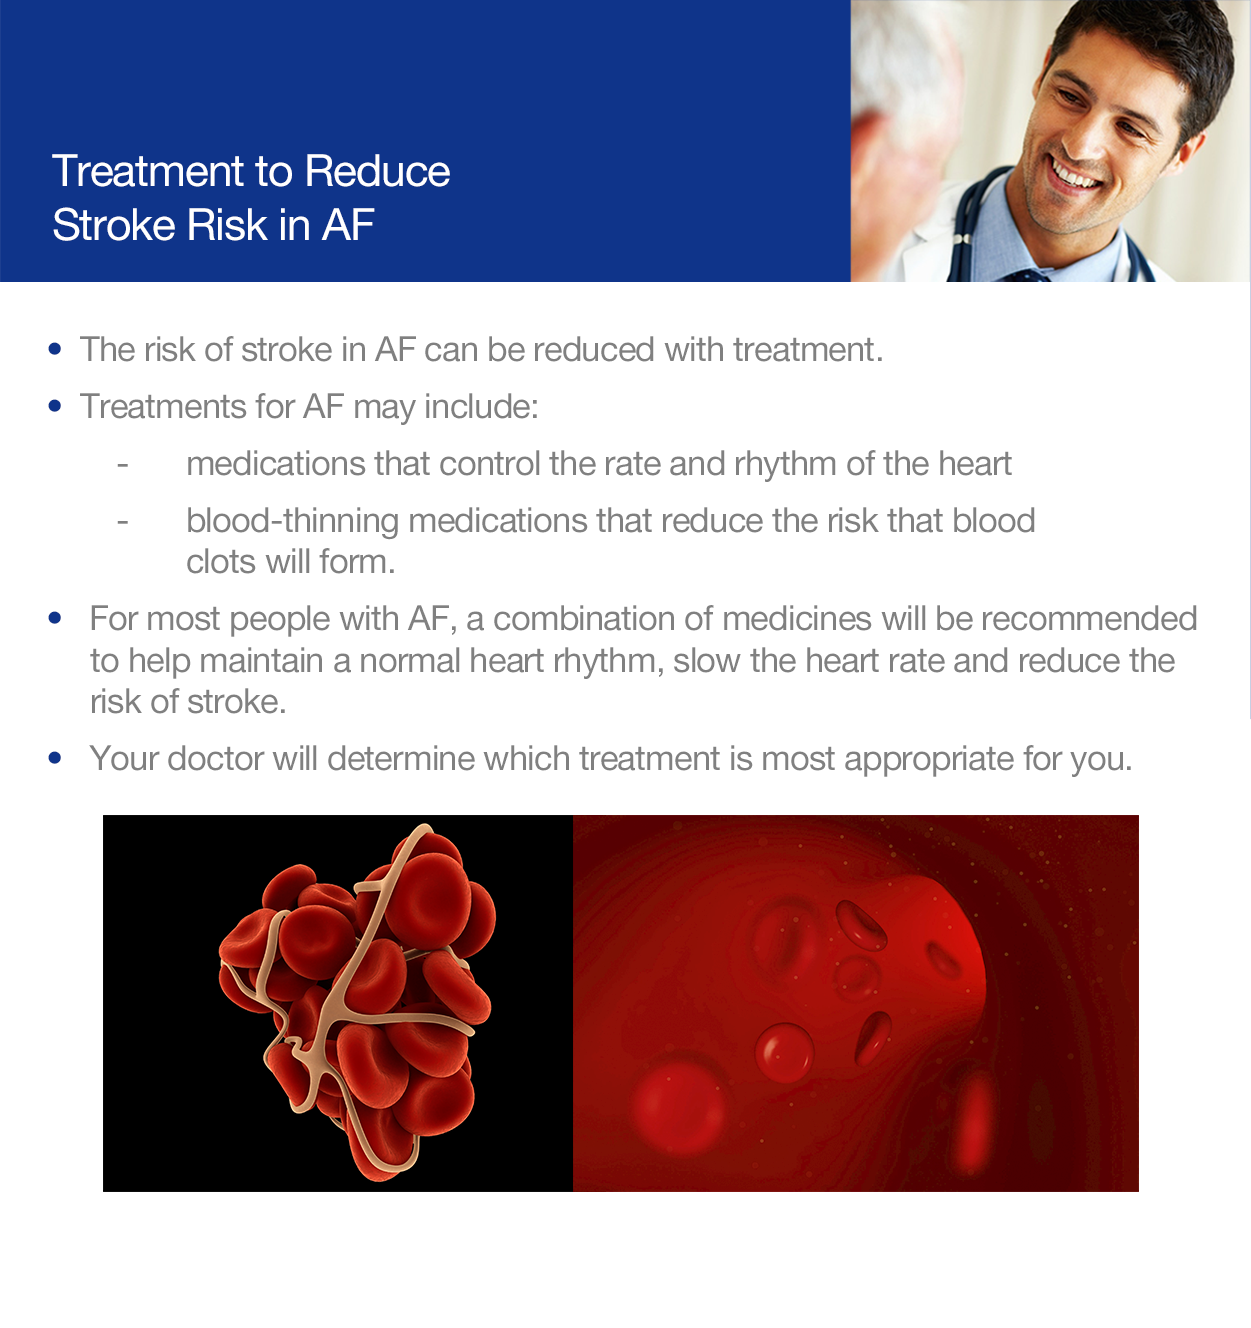 Treatment to Reduce
Stroke Risk in AF
• The risk of stroke in AF can be reduced with treatment.
• Treatments for AF may include:
- medications that control the rate and rhythm of the heart
- blood-thinning medications that reduce the risk that blood
clots will form.
• For most people with AF, a combination of medicines will be recommended
to help maintain a normal heart rhythm, slow the heart rate and reduce the
risk of stroke.
• Your doctor will determine which treatment is most appropriate for you.